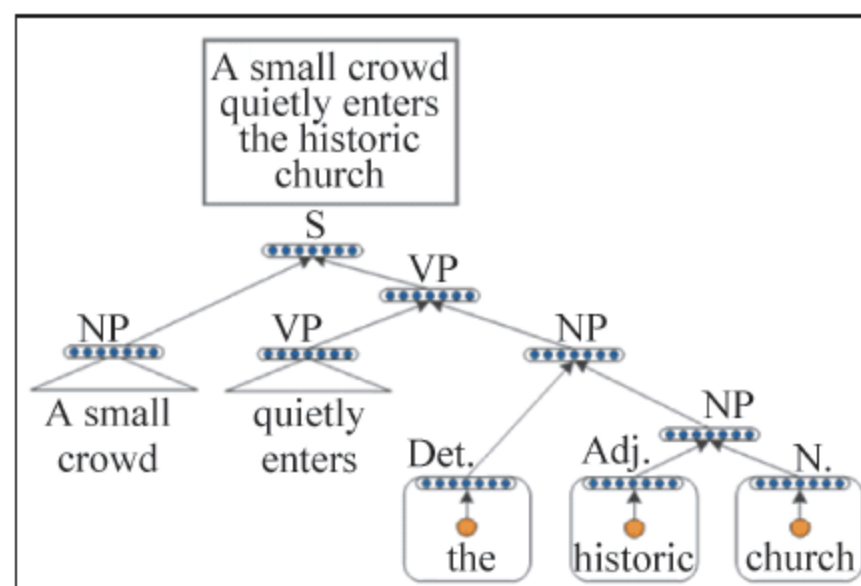 A small crowd
quietly enters
the historic
church
S
VP
NP
VP
NP
NP
A small
crowd
quietly
enters
Det.
Adj.
N.
the
historic
church